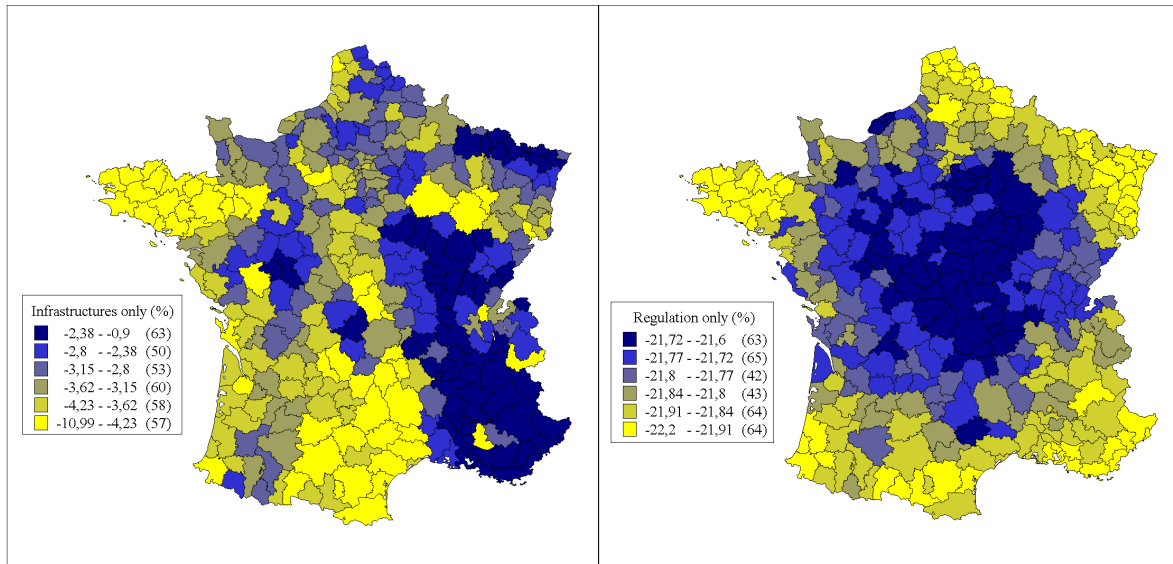 Infrastructures only (%)
-2,38 - -0,9 (63)
-2,8 - -2,38 (50)
-3,15 - -2,8 (53)
-3,62 - -3,15 (60)
-4,23 - -3,62 (58)
-10,99 - -4,23 (57)
Regulation only (%)
-21,72 - -21,6 (63)
-21,77 - -21,72 (65)
-21,8 - -21,77 (42)
-21,84 - -21,8 (43)
-21,91 - -21,84 (64)
-22,2 - -21,91 (64)